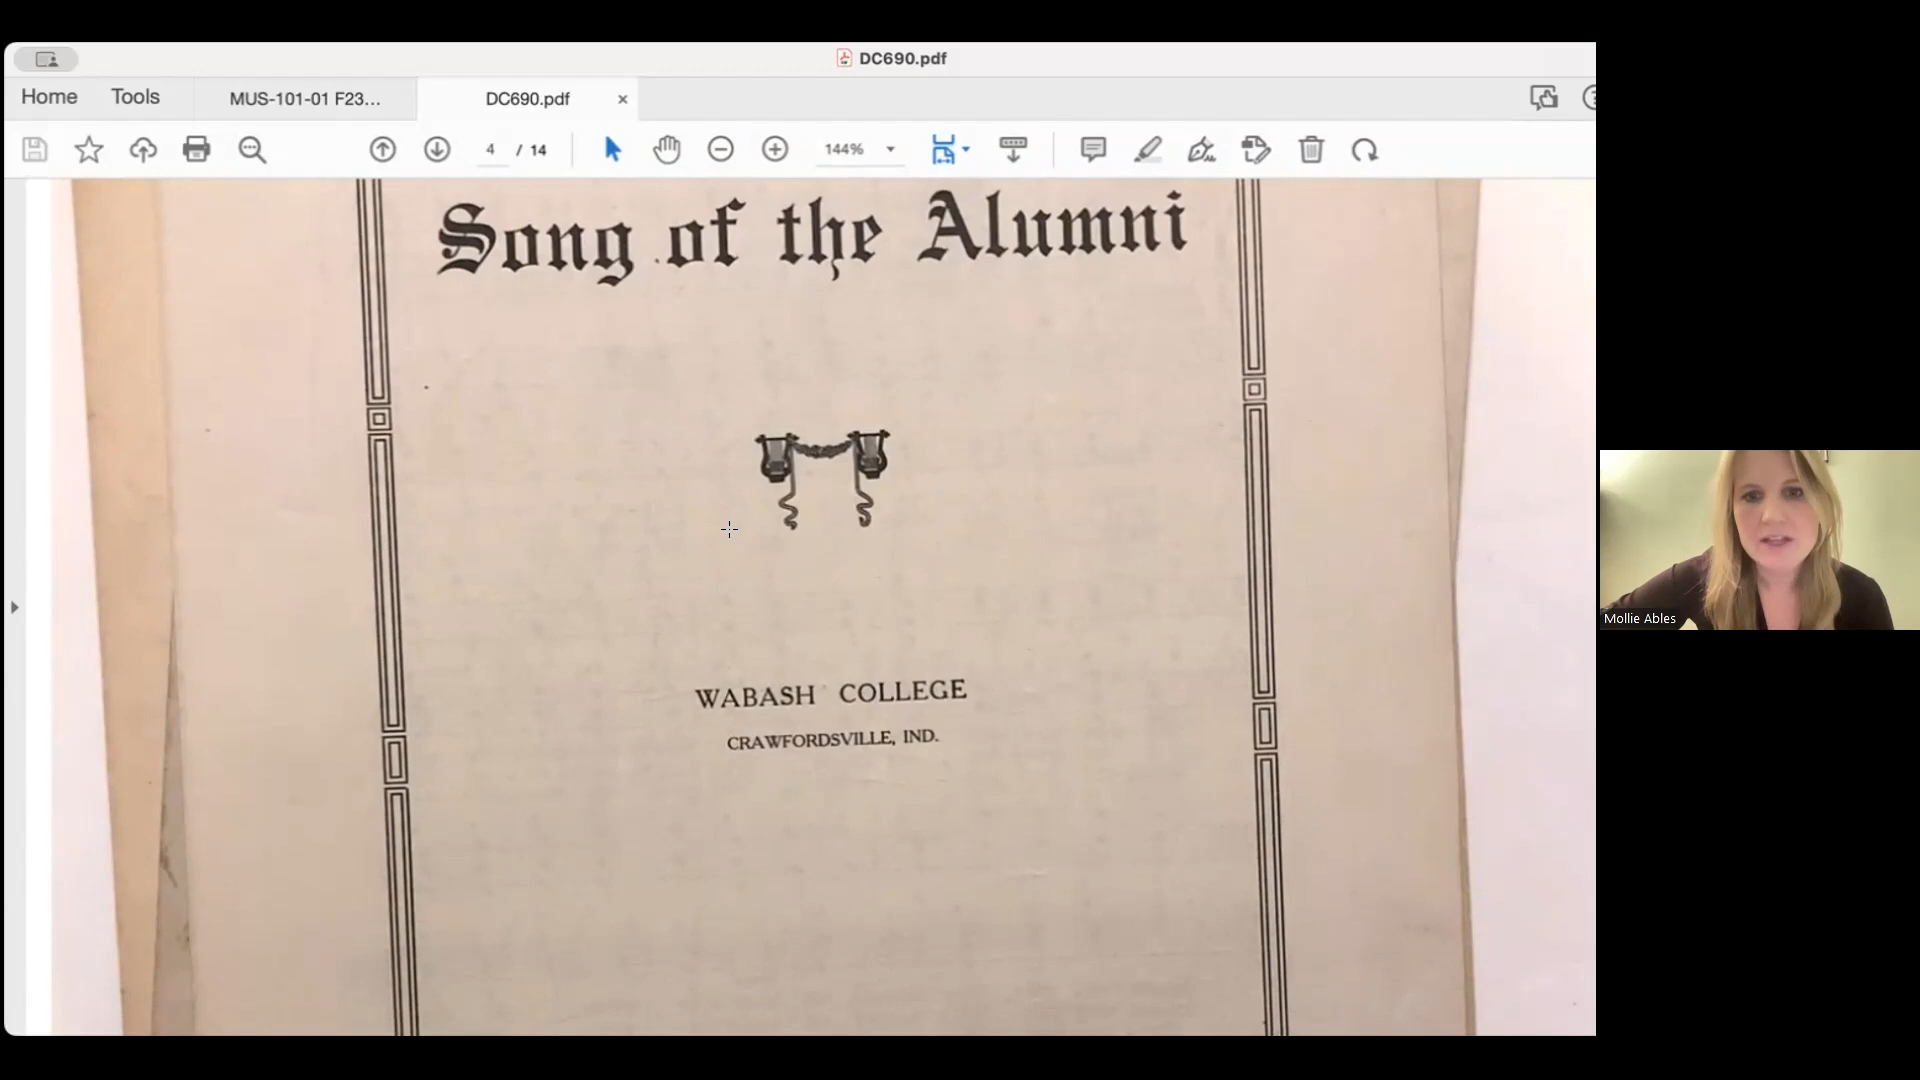 DC690.pdf
Home Tools MUS-101-01 F23... DC690.pdf
4 / 14 144%
Song of the Alumni
WABASH COLLEGE
CRAWFORDSVILLE, IND.
Mollie Ables